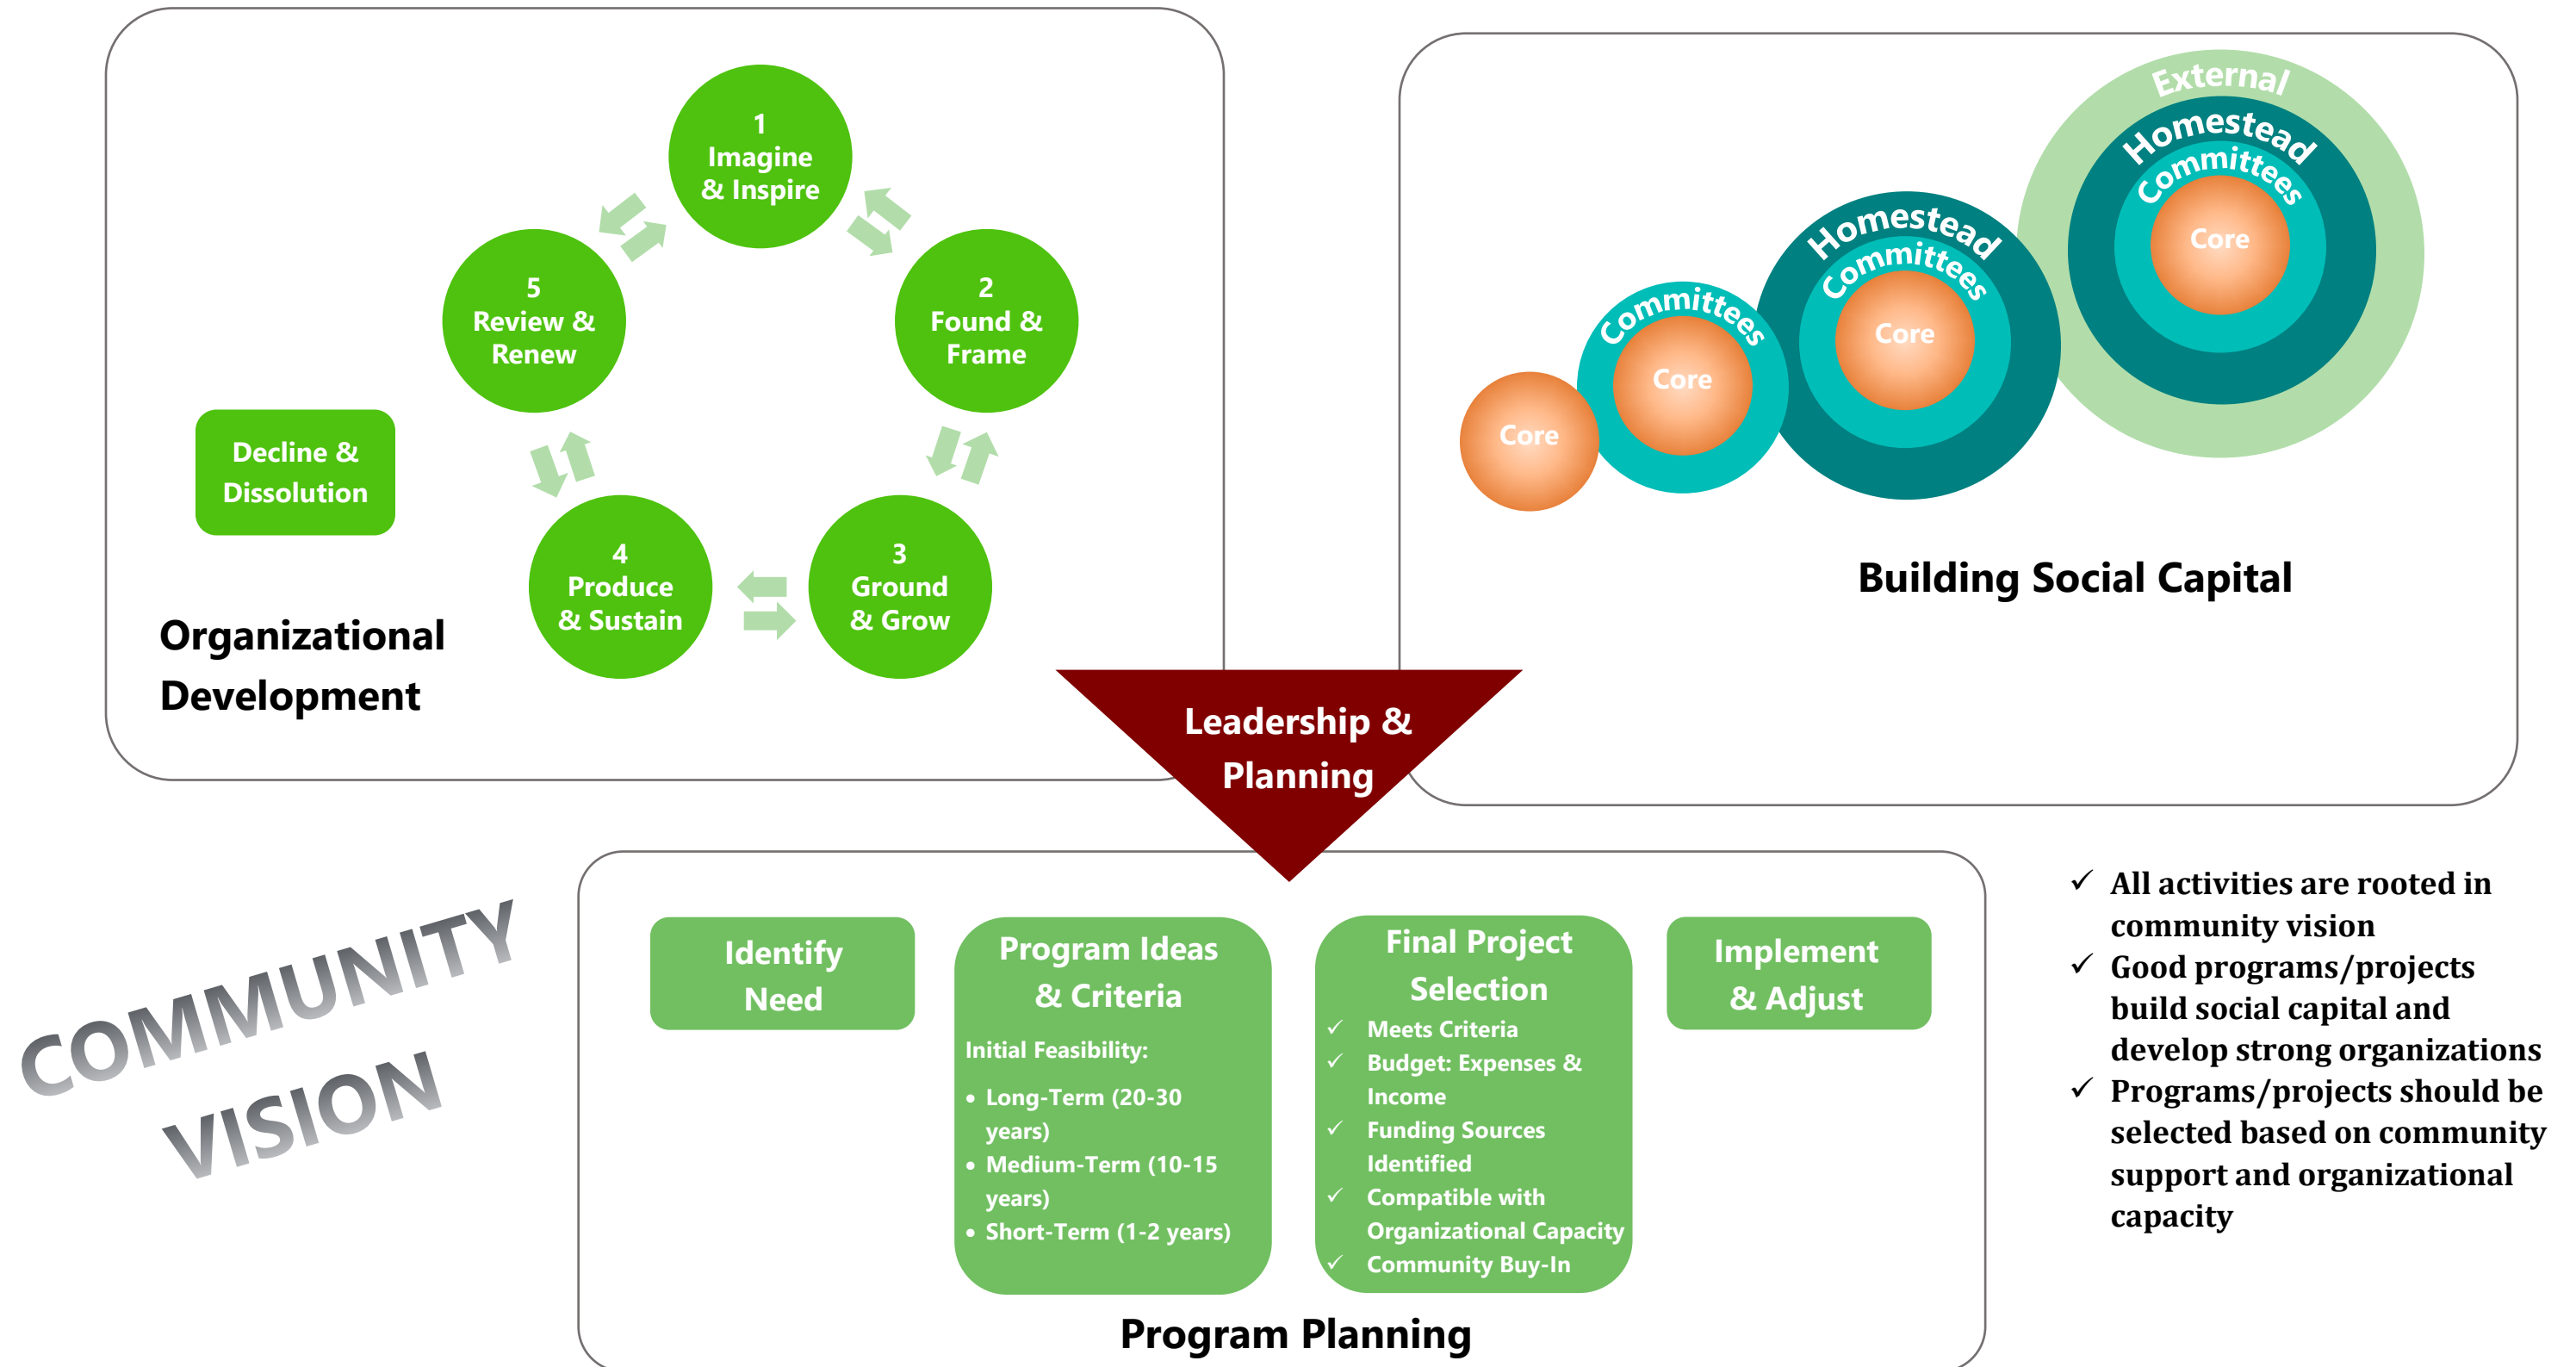 1
Imagine
& Inspire
2
Found &
Frame
3
Ground
& Grow
4
Produce
& Sustain
5
Review &
Renew
Decline &
Dissolution
Organizational
Development
Core
Committees
Core
Homestead
Committees
Core
External
Homestead
Committees
Core
Building Social Capital
Leadership &
Planning
COMMUNITY
VISION
Identify
Need
Program Ideas
& Criteria
Initial Feasibility:
• Long-Term (20-30
years)
• Medium-Term (10-15
years)
• Short-Term (1-2 years)
Final Project
Selection
✓ Meets Criteria
✓ Budget: Expenses &
Income
✓ Funding Sources
Identified
✓ Compatible with
Organizational Capacity
✓ Community Buy-In
Implement
& Adjust
Program Planning
✓ All activities are rooted in
community vision
✓ Good programs/projects
build social capital and
develop strong organizations
✓ Programs/projects should be
selected based on community
support and organizational
capacity